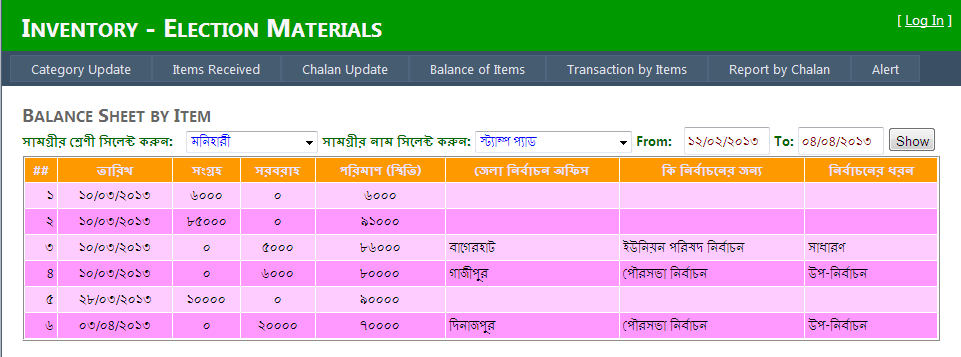 Inventory - Election Materials
[ Log In ]
Category Update Items Received Chalan Update Balance of Items Transaction by Items Report by Chalan Alert
Balance Sheet by Item
সামগ্রীর শ্রেণী সিলেক্ট করুন: মনিহারী সামগ্রীর নাম সিলেক্ট করুন: স্ট্যাম্প প্যাড From: ১২/০২/২০১৩ To: ০৪/০৪/২০১৩ Show
## তারিখ সংগ্রহ সরবরাহ পরিমাণ (স্থিতি) জেলা নির্বাচন অফিস কি নির্বাচনের জন্য নির্বাচনের ধরন
১ ১০/০৩/২০১৩ ৬০০০ ০ ৬০০০
২ ১০/০৩/২০১৩ ৮৫০০০ ০ ৯১০০০
৩ ১০/০৩/২০১৩ ০ ৫০০০ ৮৬০০০ বাগেরহাট ইউনিয়ন পরিষদ নির্বাচন সাধারণ
৪ ১০/০৩/২০১৩ ০ ৬০০০ ৮০০০০ গাজীপুর পৌরসভা নির্বাচন উপ-নির্বাচন
৫ ২৮/০৩/২০১৩ ১০০০০ ০ ৯০০০০
৬ ০৩/০৪/২০১৩ ০ ২০০০০ ৭০০০০ দিনাজপুর পৌরসভা নির্বাচন উপ-নির্বাচন